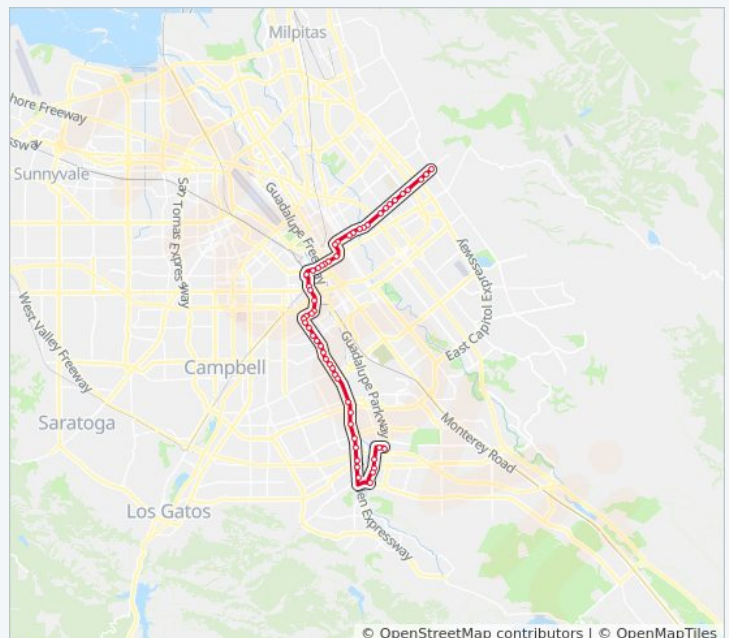 Milpitas
hore Freeway
sswa
Sunnyvale
San Tomas Expressway
Guadalupe Freeway
West Valley Freeway
East Capitol Expressway
Campbell
Guadalupe Parkway
Saratoga
Monterey Road
Los Gatos
en Expressway
© OpenStreetMap contributors | © OpenMapTiles